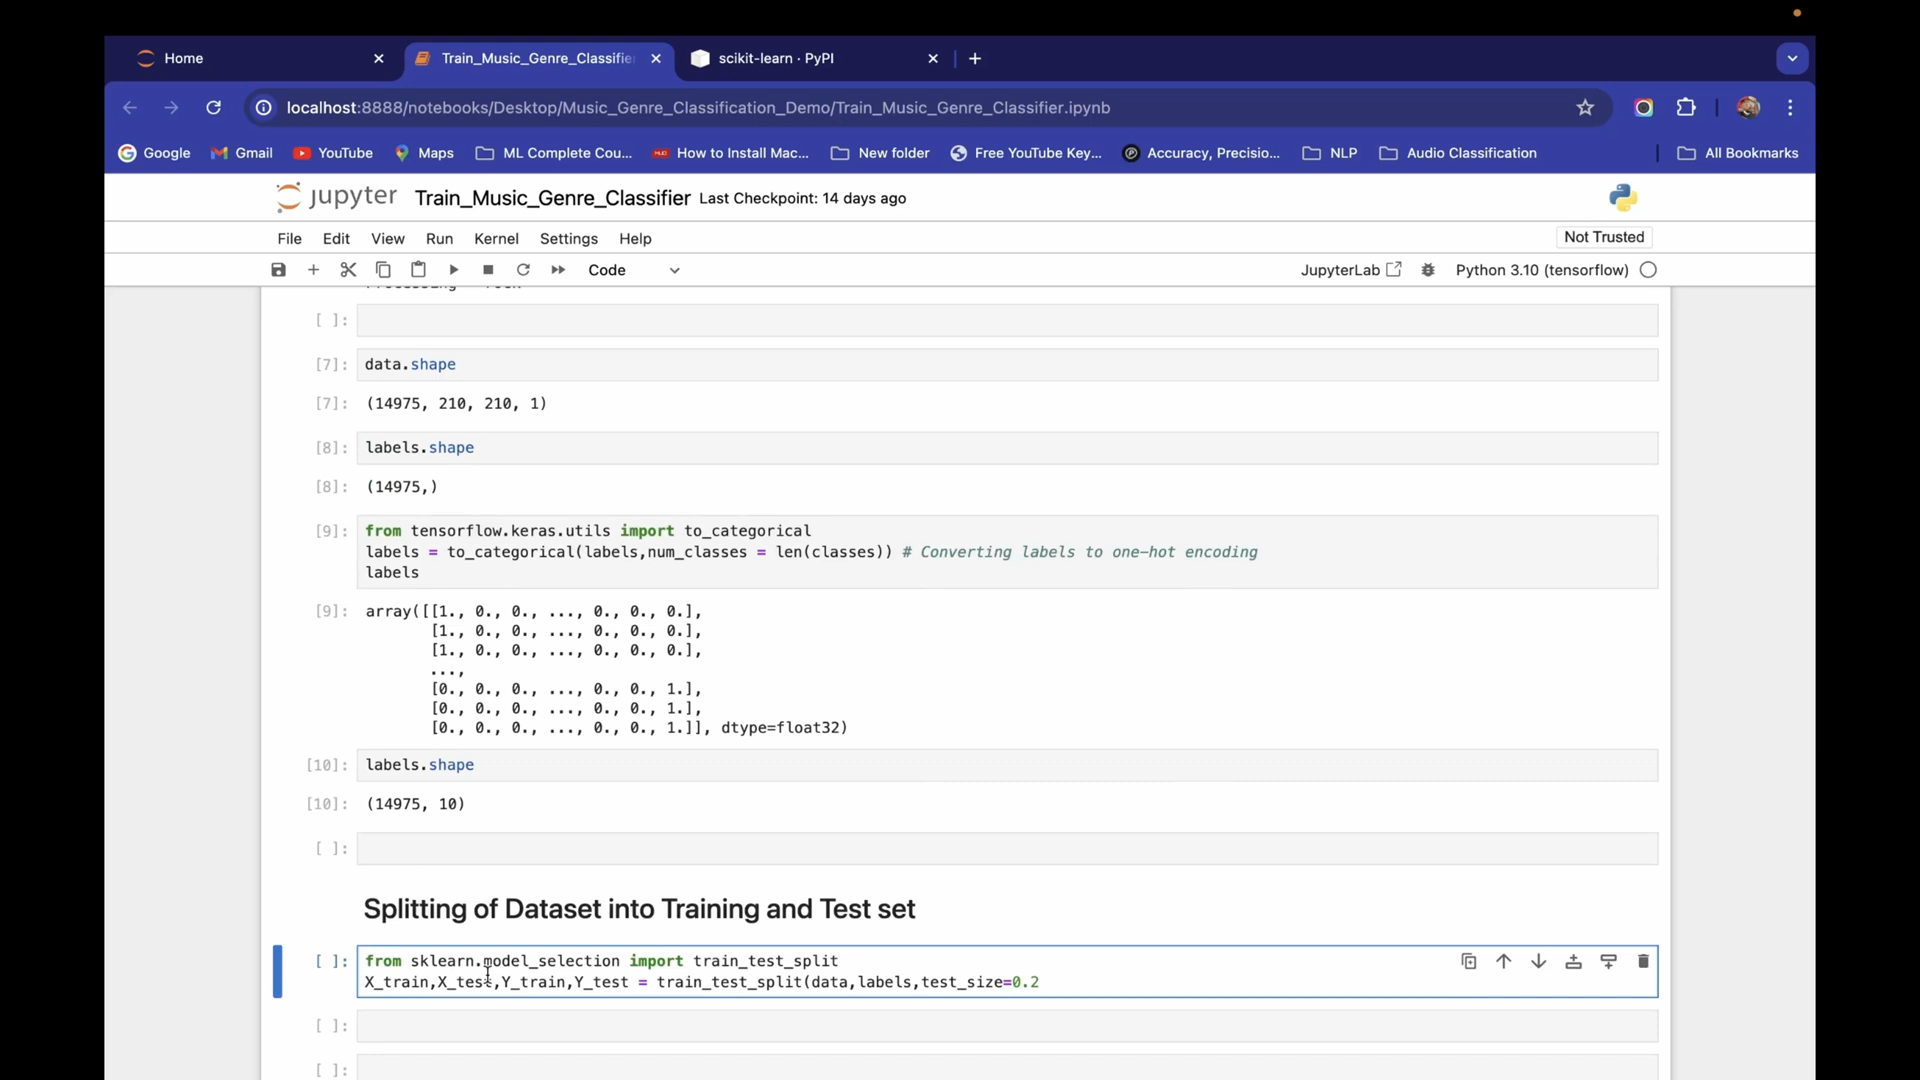 Home
Train_Music_Genre_Classifie
scikit-learn · PyPI
localhost:8888/notebooks/Desktop/Music_Genre_Classification_Demo/Train_Music_Genre_Classifier.ipynb
Google Gmail YouTube Maps ML Complete Cou... How to Install Mac... New folder Free YouTube Key... Accuracy, Precisio... NLP Audio Classification All Bookmarks
jupyter Train_Music_Genre_Classifier Last Checkpoint: 14 days ago
File Edit View Run Kernel Settings Help Not Trusted
Code JupyterLab Python 3.10 (tensorflow)
[ ]:
[7]: data.shape
[7]: (14975, 210, 210, 1)
[8]: labels.shape
[8]: (14975,)
[9]: from tensorflow.keras.utils import to_categorical
labels = to_categorical(labels,num_classes = len(classes)) # Converting labels to one-hot encoding
labels
[9]: array([[1., 0., 0., ..., 0., 0., 0.],
[1., 0., 0., ..., 0., 0., 0.],
[1., 0., 0., ..., 0., 0., 0.],
...,
[0., 0., 0., ..., 0., 0., 1.],
[0., 0., 0., ..., 0., 0., 1.],
[0., 0., 0., ..., 0., 0., 1.]], dtype=float32)
[10]: labels.shape
[10]: (14975, 10)
[ ]:
Splitting of Dataset into Training and Test set
[ ]: from sklearn.model_selection import train_test_split
X_train,X_test,Y_train,Y_test = train_test_split(data,labels,test_size=0.2
[ ]:
[ ]: